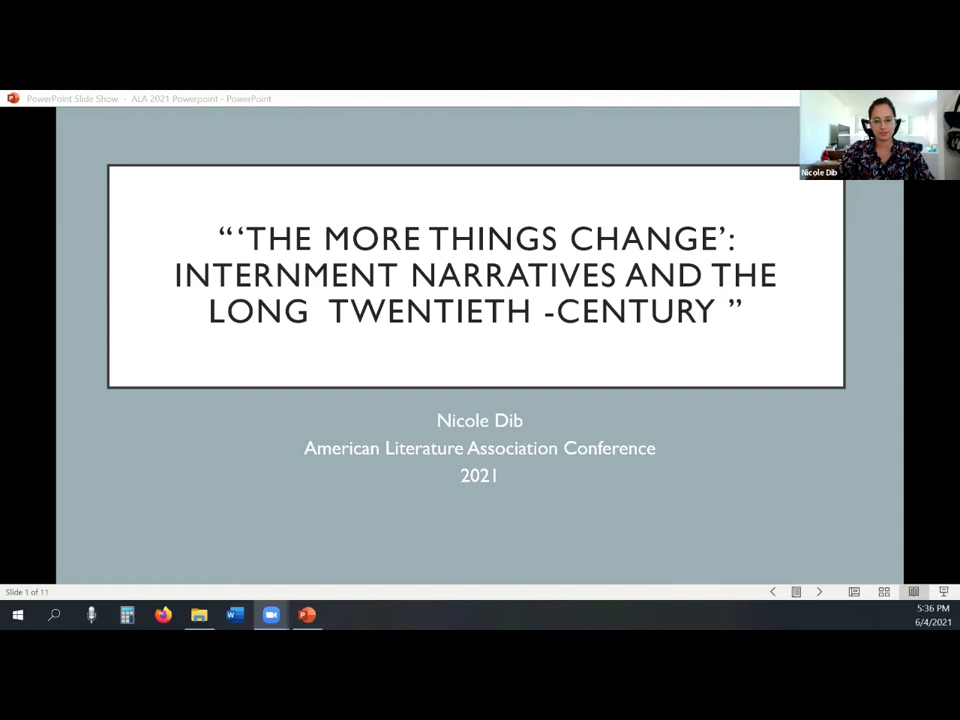 PowerPoint Slide Show - ALA 2021 Powerpoint - PowerPoint
Nicole Dib
“‘THE MORE THINGS CHANGE’:
INTERNMENT NARRATIVES AND THE
LONG TWENTIETH -CENTURY ”
Nicole Dib
American Literature Association Conference
2021
Slide 1 of 11
5:36 PM
6/4/2021